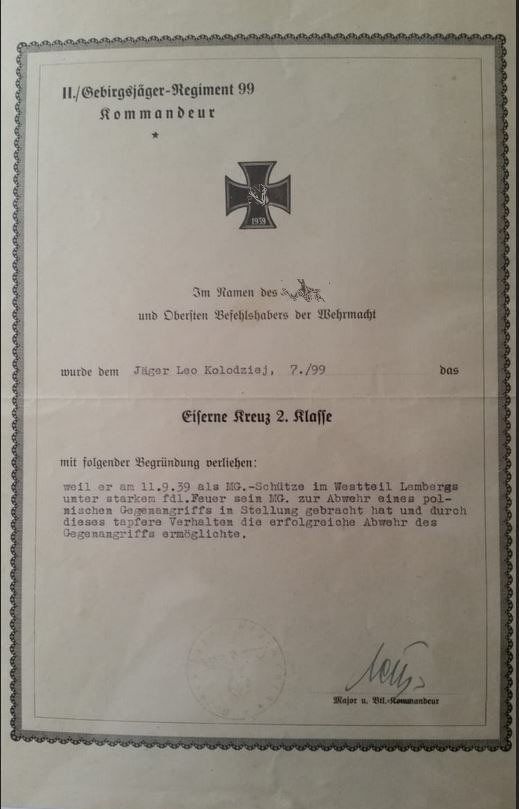 II./Gebirgsjäger-Regiment 99
Kommandeur
*
1939
Im Namen des
und Obersten Befehlshabers der Wehrmacht
wurde dem Jäger Leo Kolodziej, 7./99 das
Eiserne Kreuz 2. Klasse
mit folgender Begründung verliehen:
weil er am 11.9.39 als MG.-Schütze im Westteil Lembergs
unter starkem fdl.Feuer sein MG. zur Abwehr eines pol-
nischen Gegenangriffs in Stellung gebracht hat und durch
dieses tapfere Verhalten die erfolgreiche Abwehr des
Gegenangriffs ermöglichte.
Major u. Btl.-Kommandeur